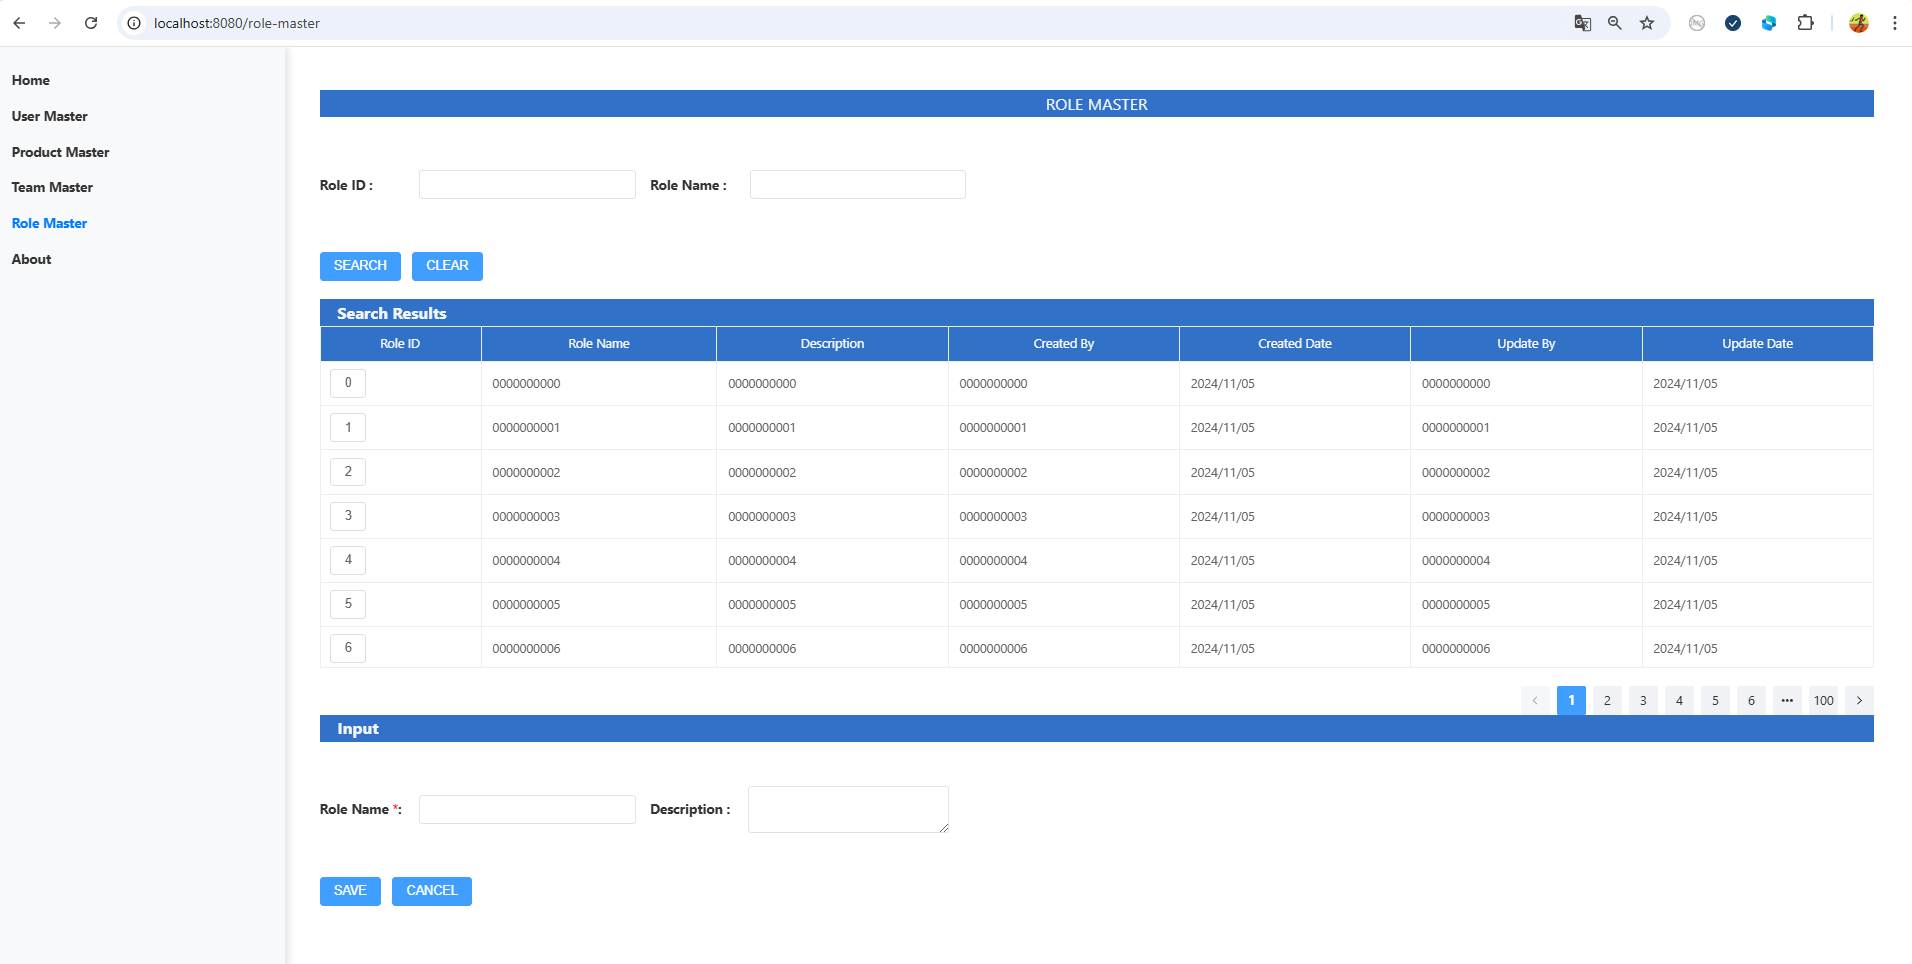 localhost:8080/role-master
Home
User Master
Product Master
Team Master
Role Master
About
ROLE MASTER
Role ID :
Role Name :
SEARCH CLEAR
Search Results
Role ID Role Name Description Created By Created Date Update By Update Date
0 0000000000 0000000000 0000000000 2024/11/05 0000000000 2024/11/05
1 0000000001 0000000001 0000000001 2024/11/05 0000000001 2024/11/05
2 0000000002 0000000002 0000000002 2024/11/05 0000000002 2024/11/05
3 0000000003 0000000003 0000000003 2024/11/05 0000000003 2024/11/05
4 0000000004 0000000004 0000000004 2024/11/05 0000000004 2024/11/05
5 0000000005 0000000005 0000000005 2024/11/05 0000000005 2024/11/05
6 0000000006 0000000006 0000000006 2024/11/05 0000000006 2024/11/05
< 1 2 3 4 5 6 ••• 100 >
Input
Role Name *:
Description :
SAVE CANCEL